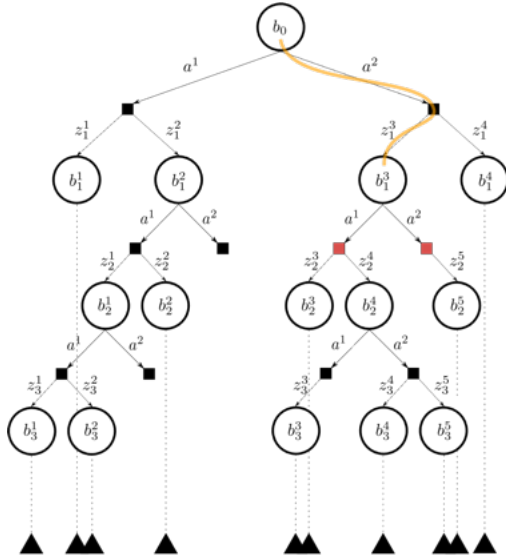 b₀
a¹ a²
z₁¹ z₁² z₁³ z₁⁴
b₁¹ b₁² b₁³ b₁⁴
a¹ a² a¹ a²
z₂¹ z₂² z₂³ z₂⁴ z₂⁵
b₂¹ b₂² b₂³ b₂⁴ b₂⁵
a¹ a² a¹ a²
z₃¹ z₃² z₃³ z₃⁴ z₃⁵
b₃¹ b₃² b₃³ b₃⁴ b₃⁵